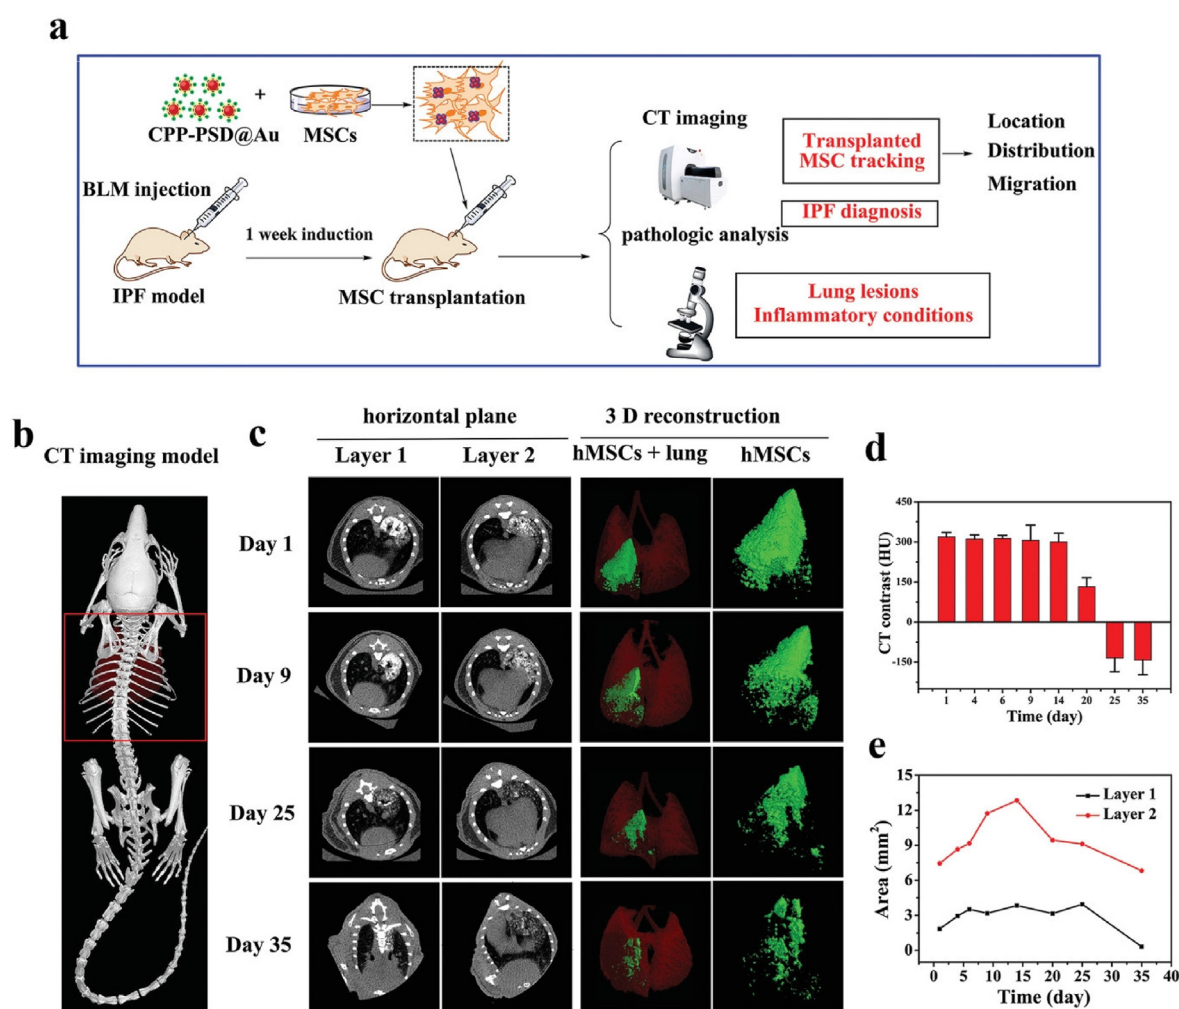 a
CPP-PSD@Au
+
MSCs
BLM injection
1 week induction
IPF model
MSC transplantation
CT imaging
pathologic analysis
Transplanted
MSC tracking
IPF diagnosis
Location
Distribution
Migration
Lung lesions
Inflammatory conditions
b
CT imaging model
c
horizontal plane
3 D reconstruction
Layer 1
Layer 2
hMSCs + lung
hMSCs
Day 1
Day 9
Day 25
Day 35
d
CT contrast (HU)
450
300
150
0
-150
1 4 6 9 14 20 25 35
Time (day)
e
Area (mm²)
15
12
9
6
3
0
Layer 1
Layer 2
0 5 10 15 20 25 30 35 40
Time (day)